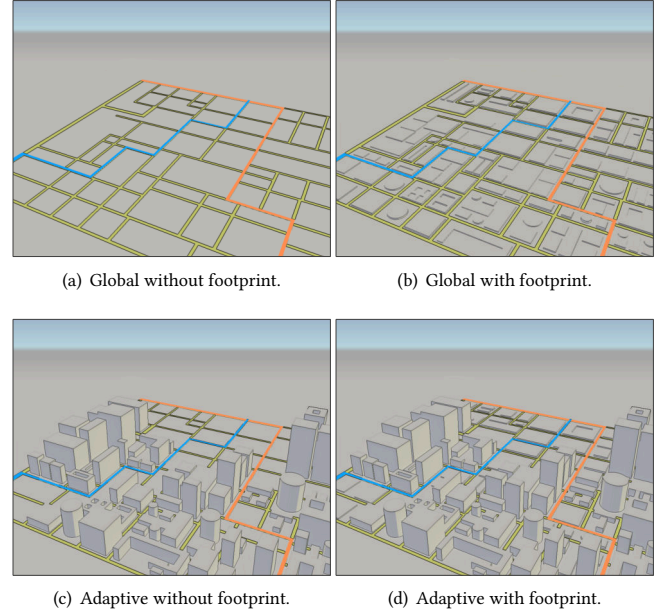 (a) Global without footprint.
(b) Global with footprint.
(c) Adaptive without footprint.
(d) Adaptive with footprint.